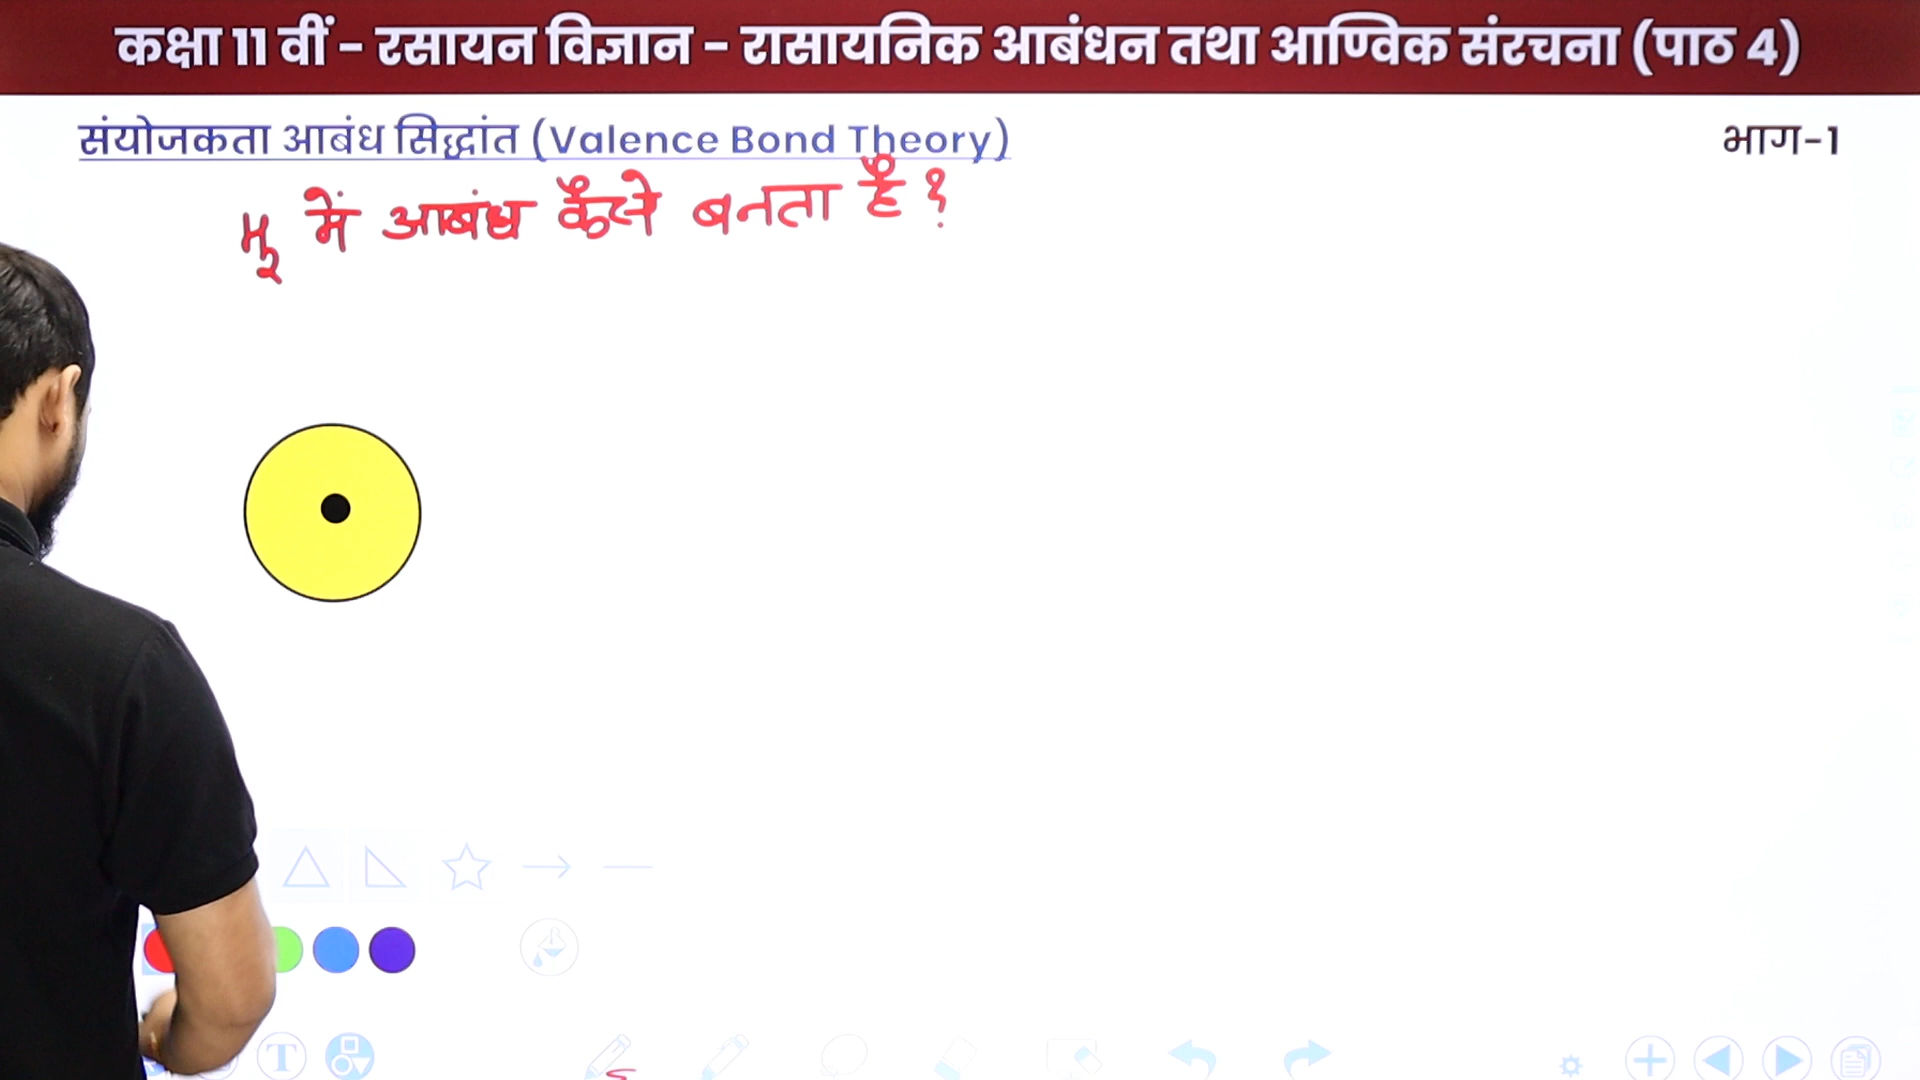 कक्षा 11 वीं - रसायन विज्ञान - रासायनिक आबंधन तथा आण्विक संरचना (पाठ 4)
संयोजकता आबंध सिद्धांत (Valence Bond Theory)
भाग-1
H₂ में आबंध कैसे बनता है ?
T